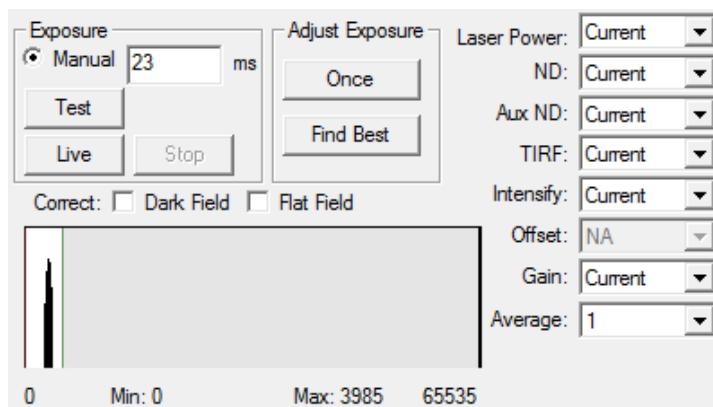 Exposure
Manual 23 ms
Test
Live Stop
Adjust Exposure
Once
Find Best
Laser Power: Current
ND: Current
Aux ND: Current
TIRF: Current
Intensify: Current
Offset: NA
Gain: Current
Average: 1
Correct: Dark Field Flat Field
0 Min: 0 Max: 3985 65535